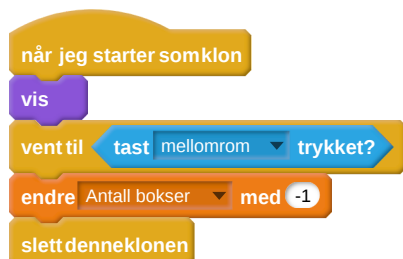 når jeg starter som klon
vis
vent til tast mellomrom trykket?
endre Antall bokser med -1
slett denne klonen